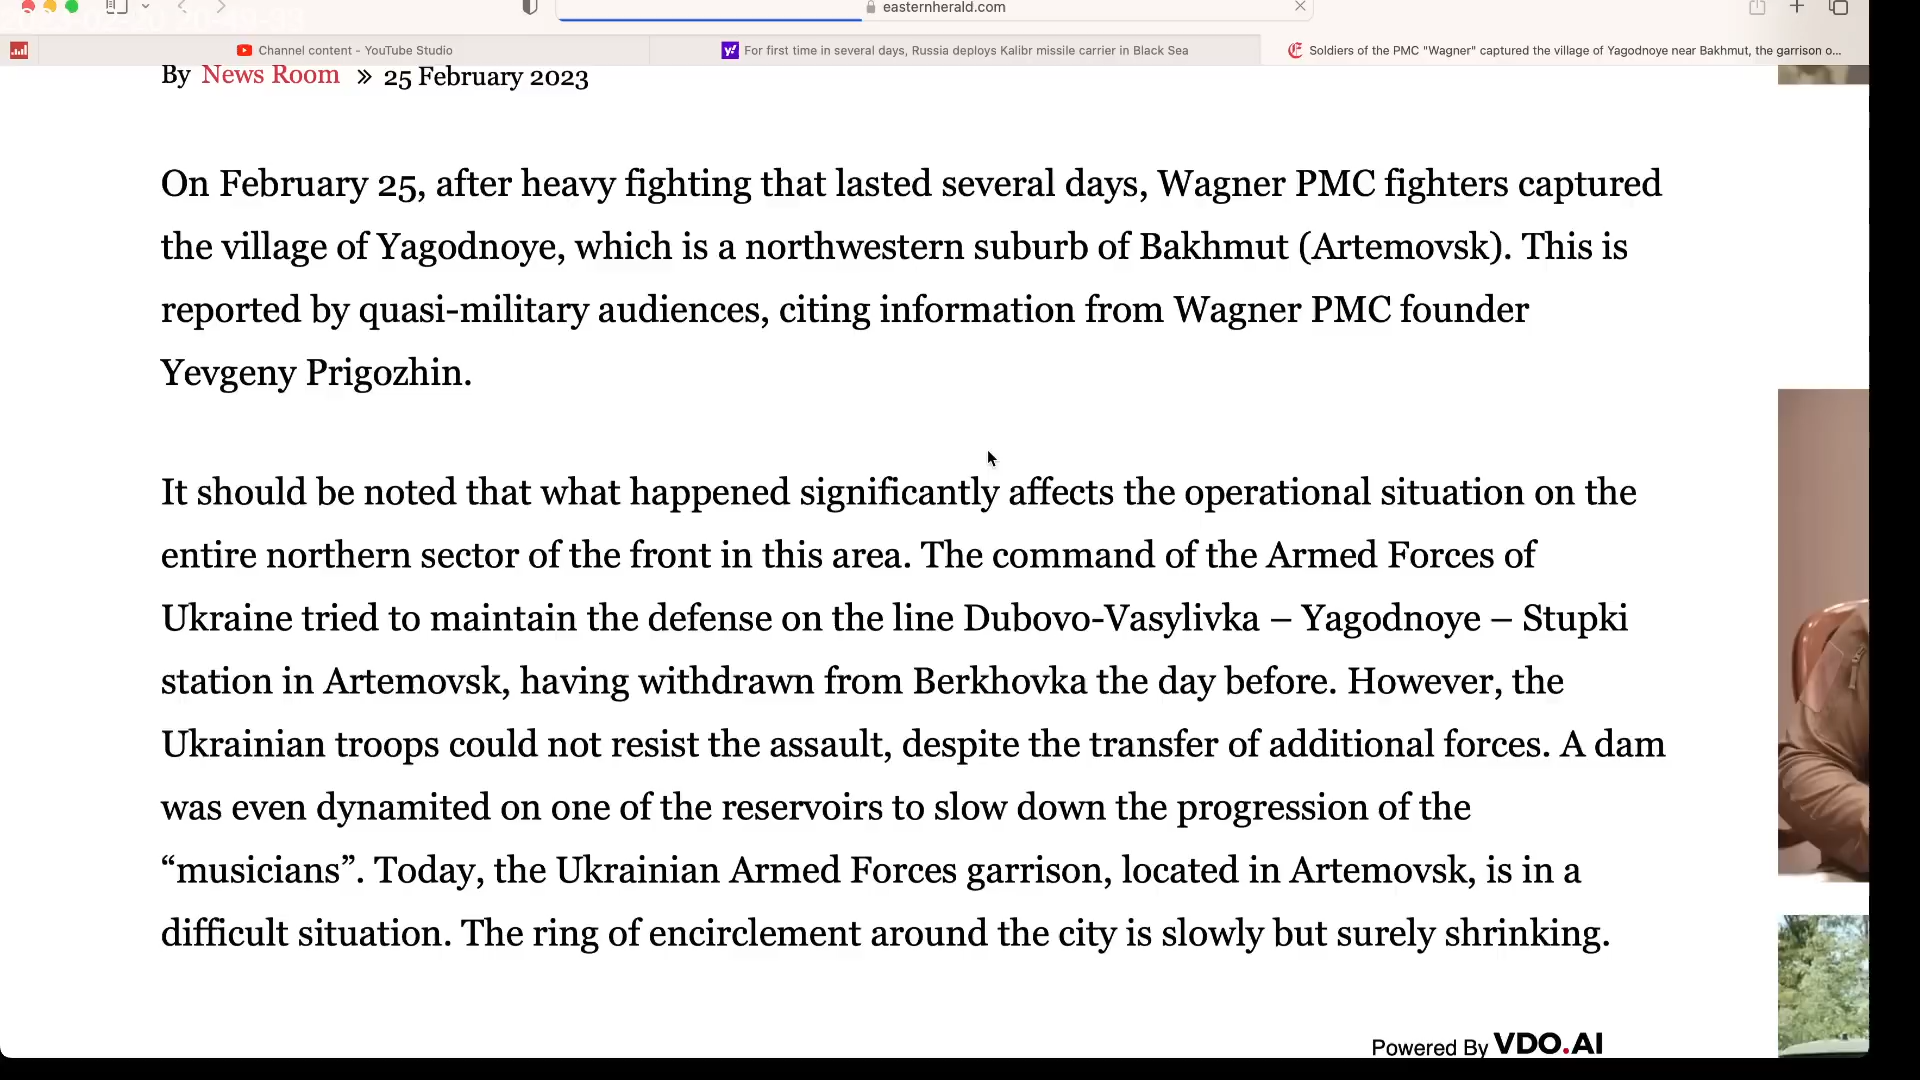 easternherald.com
Channel content - YouTube Studio
For first time in several days, Russia deploys Kalibr missile carrier in Black Sea
Soldiers of the PMC "Wagner" captured the village of Yagodnoye near Bakhmut, the garrison o...
By News Room » 25 February 2023
On February 25, after heavy fighting that lasted several days, Wagner PMC fighters captured
the village of Yagodnoye, which is a northwestern suburb of Bakhmut (Artemovsk). This is
reported by quasi-military audiences, citing information from Wagner PMC founder
Yevgeny Prigozhin.
It should be noted that what happened significantly affects the operational situation on the
entire northern sector of the front in this area. The command of the Armed Forces of
Ukraine tried to maintain the defense on the line Dubovo-Vasylivka – Yagodnoye – Stupki
station in Artemovsk, having withdrawn from Berkhovka the day before. However, the
Ukrainian troops could not resist the assault, despite the transfer of additional forces. A dam
was even dynamited on one of the reservoirs to slow down the progression of the
“musicians”. Today, the Ukrainian Armed Forces garrison, located in Artemovsk, is in a
difficult situation. The ring of encirclement around the city is slowly but surely shrinking.
Powered By VDO.AI